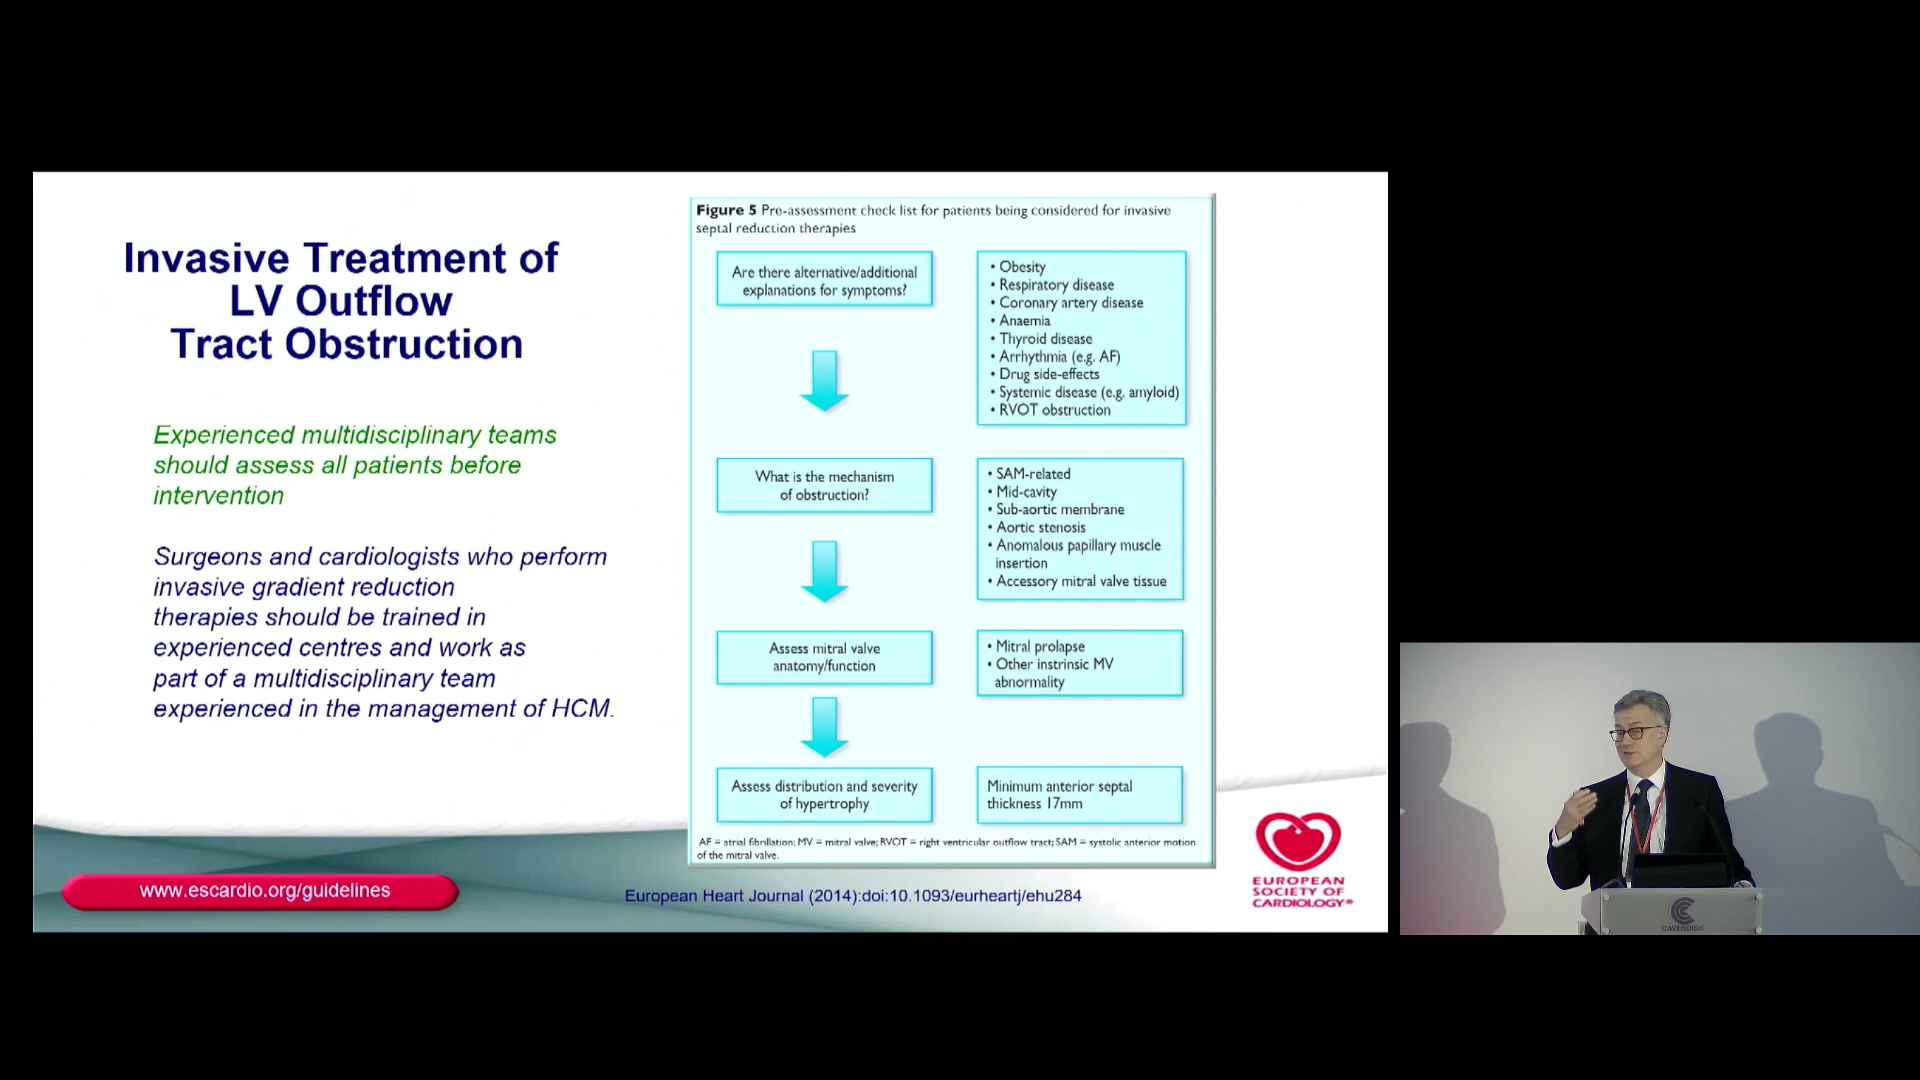 Invasive Treatment of
LV Outflow
Tract Obstruction
Experienced multidisciplinary teams
should assess all patients before
intervention
Surgeons and cardiologists who perform
invasive gradient reduction
therapies should be trained in
experienced centres and work as
part of a multidisciplinary team
experienced in the management of HCM.
www.escardio.org/guidelines
Figure 5 Pre-assessment check list for patients being considered for invasive
septal reduction therapies
Are there alternative/additional
explanations for symptoms?
• Obesity
• Respiratory disease
• Coronary artery disease
• Anaemia
• Thyroid disease
• Arrhythmia (e.g. AF)
• Drug side-effects
• Systemic disease (e.g. amyloid)
• RVOT obstruction
What is the mechanism
of obstruction?
• SAM-related
• Mid-cavity
• Sub-aortic membrane
• Aortic stenosis
• Anomalous papillary muscle
insertion
• Accessory mitral valve tissue
Assess mitral valve
anatomy/function
• Mitral prolapse
• Other instrinsic MV
abnormality
Assess distribution and severity
of hypertrophy
Minimum anterior septal
thickness 17mm
AF = atrial fibrillation; MV = mitral valve; RVOT = right ventricular outflow tract; SAM = systolic anterior motion
of the mitral valve.
European Heart Journal (2014):doi:10.1093/eurheartj/ehu284
EUROPEAN
SOCIETY OF
CARDIOLOGY®
CAVENDISH